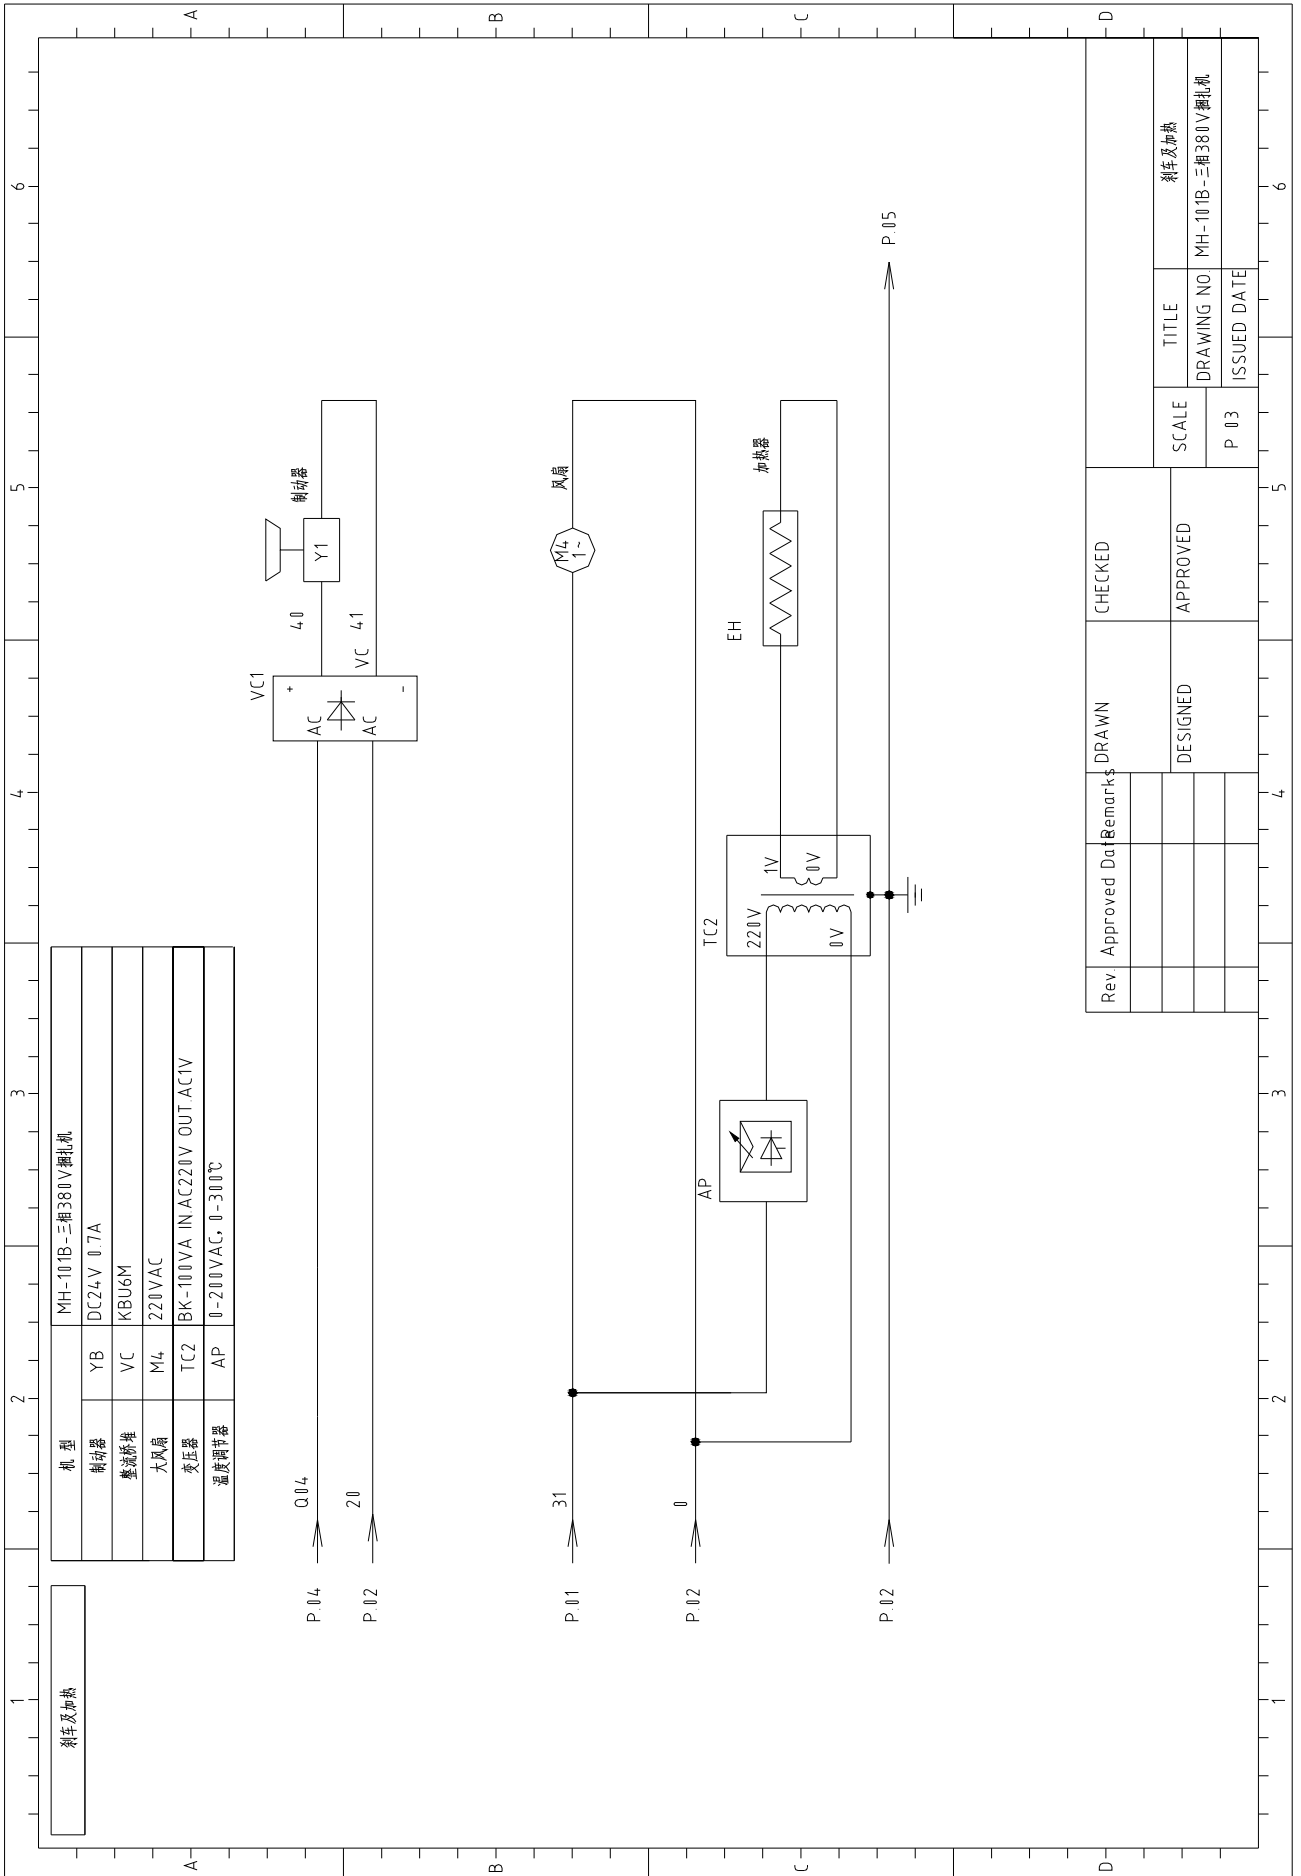 1
2
3
4
5
6
A
A
B
B
C
C
D
D
刹车及加热
机 型
MH-101B-三相380V捆扎机
制动器 YB DC24V 0.7A
整流桥堆 VC KBU6M
大风扇 M4 220VAC
变压器 TC2 BK-100VA IN.AC220V OUT.AC1V
温度调节器 AP 0-200VAC, 0-300℃
VC1
+
-
AC
AC
VC
40
41
Y1
制动器
P.04
Q04
P.02
20
P.01
31
M4
1~
风扇
P.02
0
AP
TC2
220V
0V
1V
0V
EH
加热器
P.02
P.05
Rev.
Approved Date
Remarks
DRAWN
CHECKED
DESIGNED
APPROVED
SCALE
P 03
TITLE
刹车及加热
DRAWING NO.
MH-101B-三相380V捆扎机
ISSUED DATE
1
2
3
4
5
6